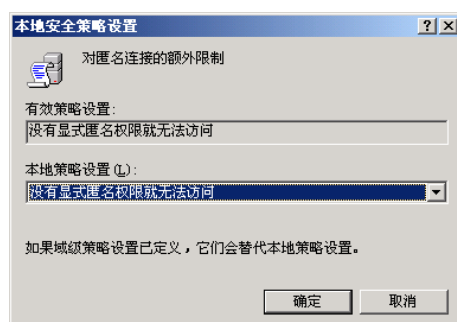 本地安全策略设置
对匿名连接的额外限制
有效策略设置:
没有显式匿名权限就无法访问
本地策略设置(L):
没有显式匿名权限就无法访问
如果域级策略设置已定义，它们会替代本地策略设置。
确定 取消